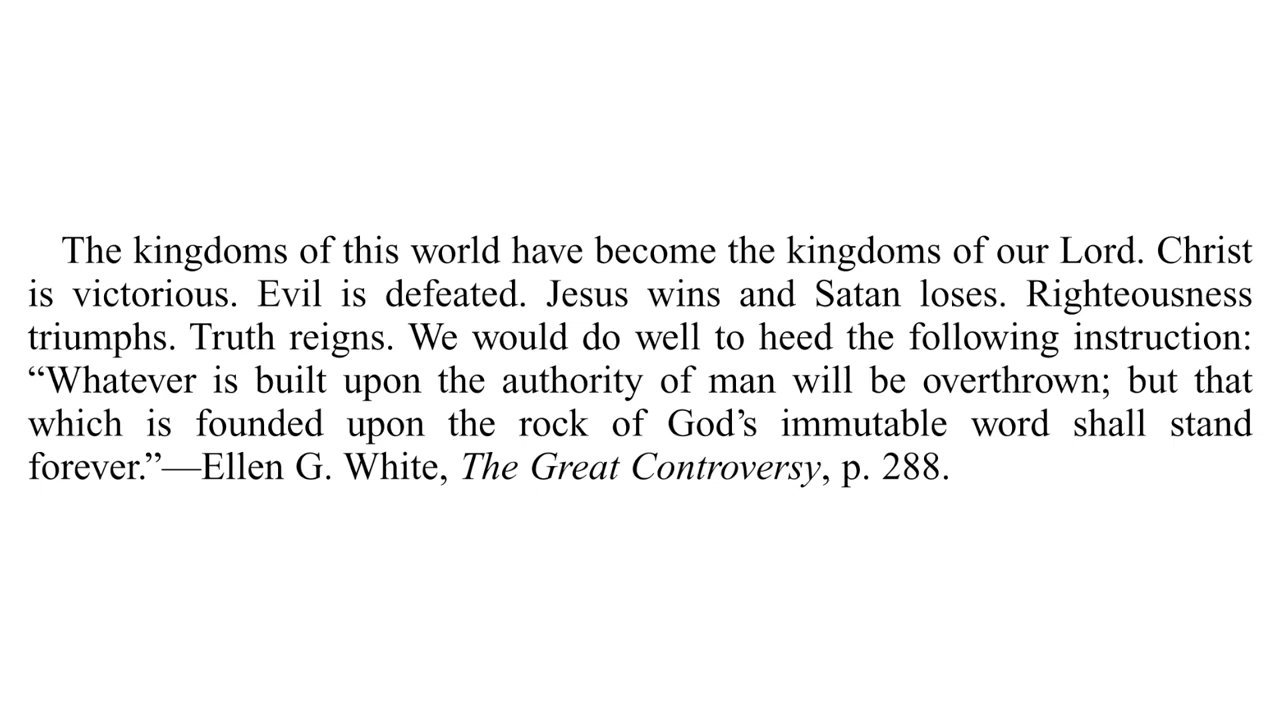 The kingdoms of this world have become the kingdoms of our Lord. Christ
is victorious. Evil is defeated. Jesus wins and Satan loses. Righteousness
triumphs. Truth reigns. We would do well to heed the following instruction:
“Whatever is built upon the authority of man will be overthrown; but that
which is founded upon the rock of God’s immutable word shall stand
forever.”—Ellen G. White, The Great Controversy, p. 288.